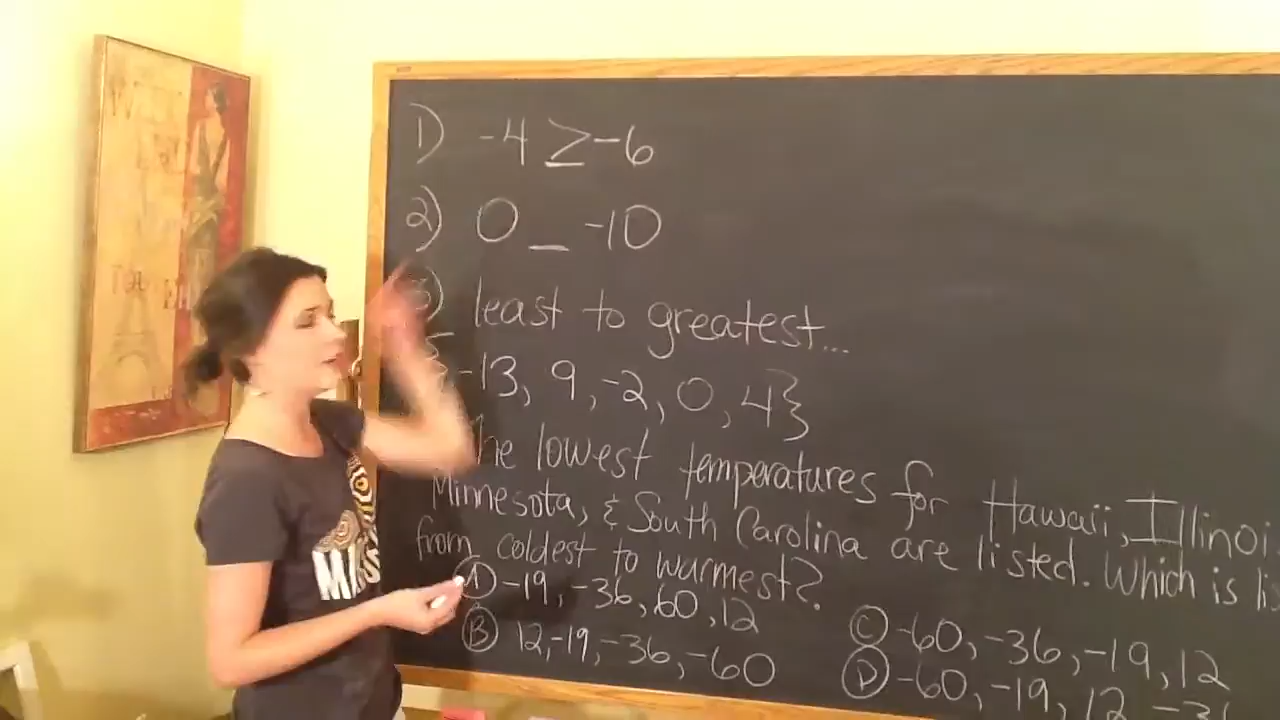 1) -4 ≥ -6
2) 0 _ -10
3) least to greatest...
-13, 9, -2, 0, 4}
The lowest temperatures for Hawaii, Illinoi
Minnesota, & South Carolina are listed. Which is lis
from coldest to warmest?
A -19, -36, 60, 12
B 12, -19, -36, -60
C -60, -36, -19, 12
D -60, -19, 12, -3